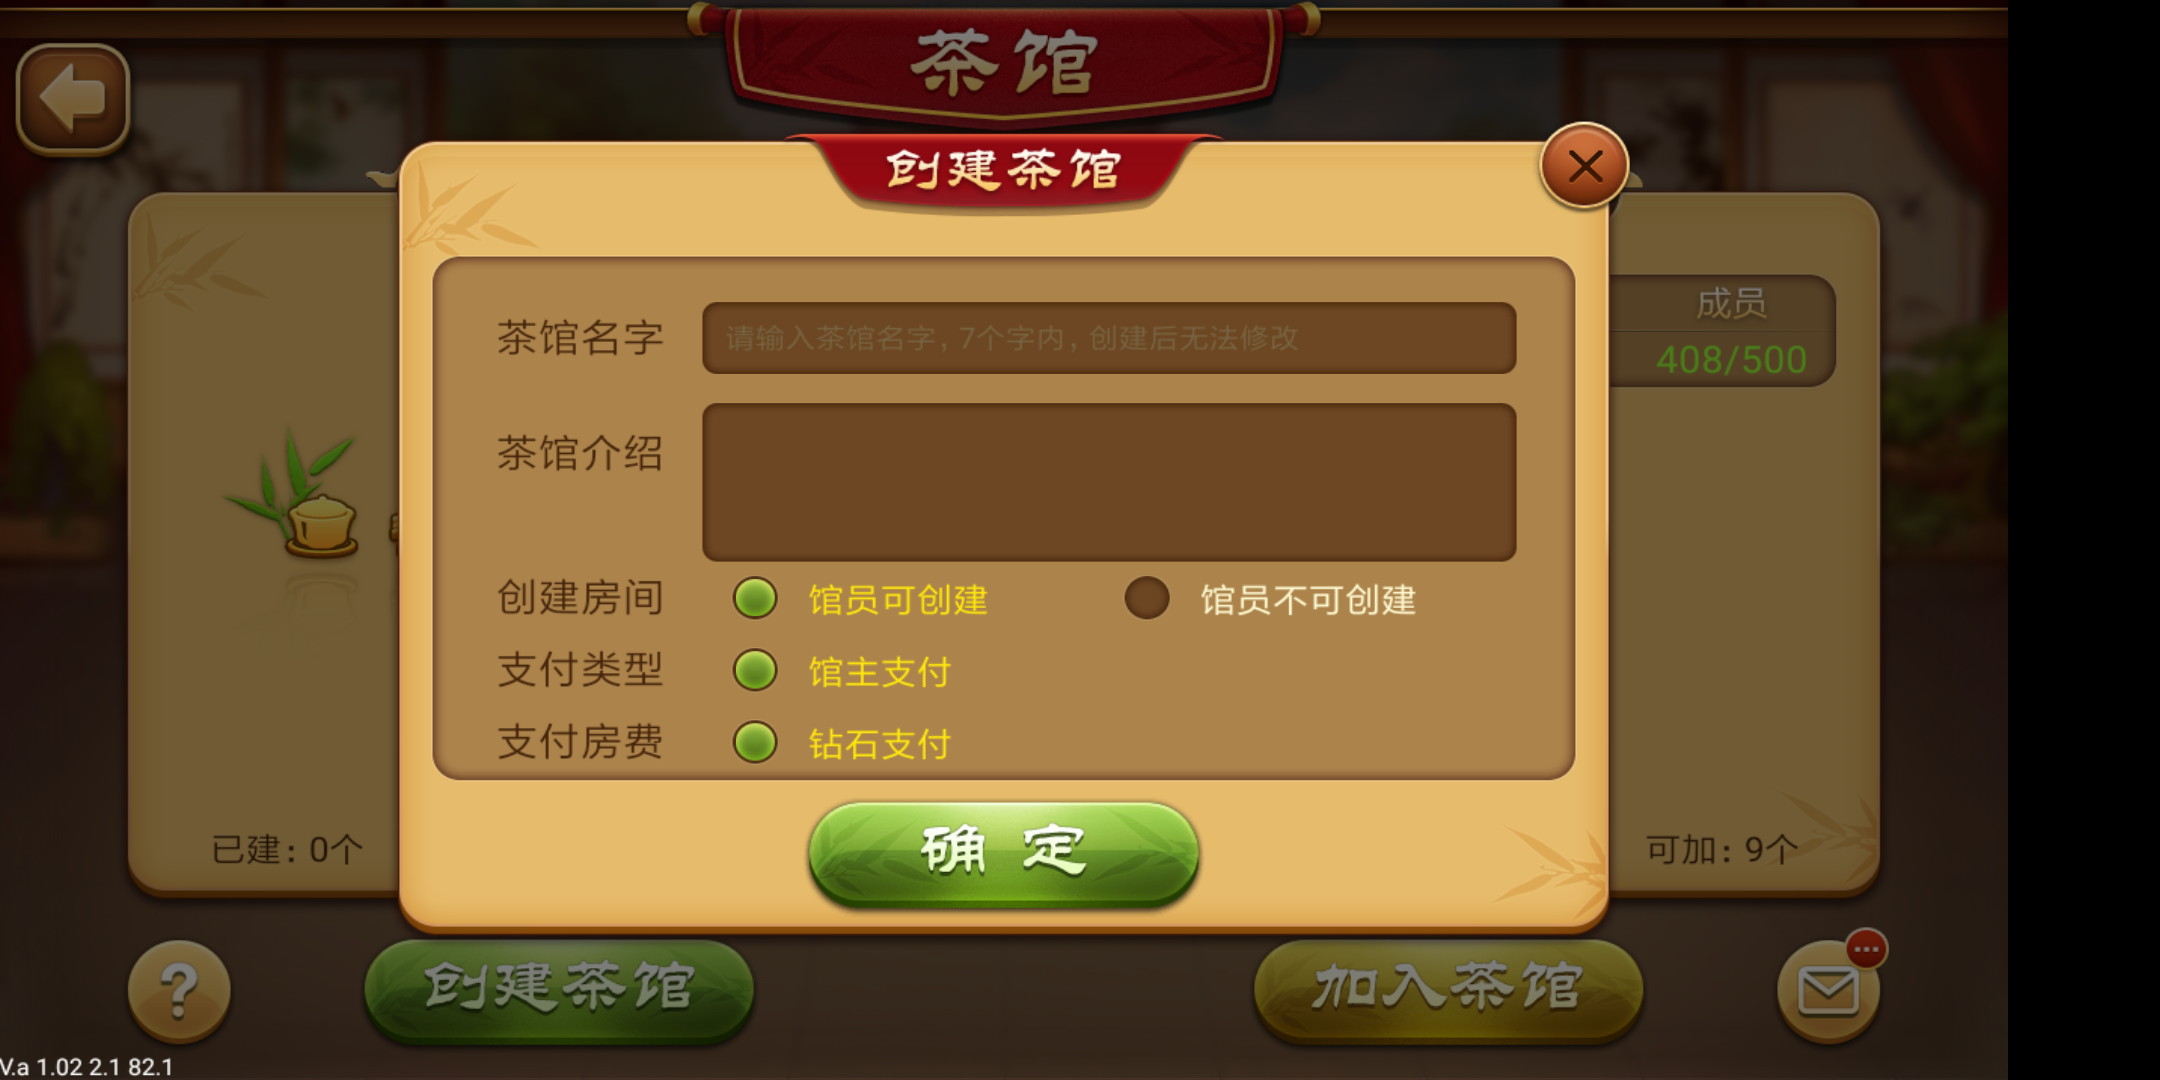 茶馆
创建茶馆
茶馆名字
请输入茶馆名字，7个字内，创建后无法修改
成员
408/500
茶馆介绍
创建房间 馆员可创建 馆员不可创建
支付类型 馆主支付
支付房费 钻石支付
已建：0个
确定
可加：9个
?
创建茶馆
加入茶馆
V.a 1.02 2.1 82.1